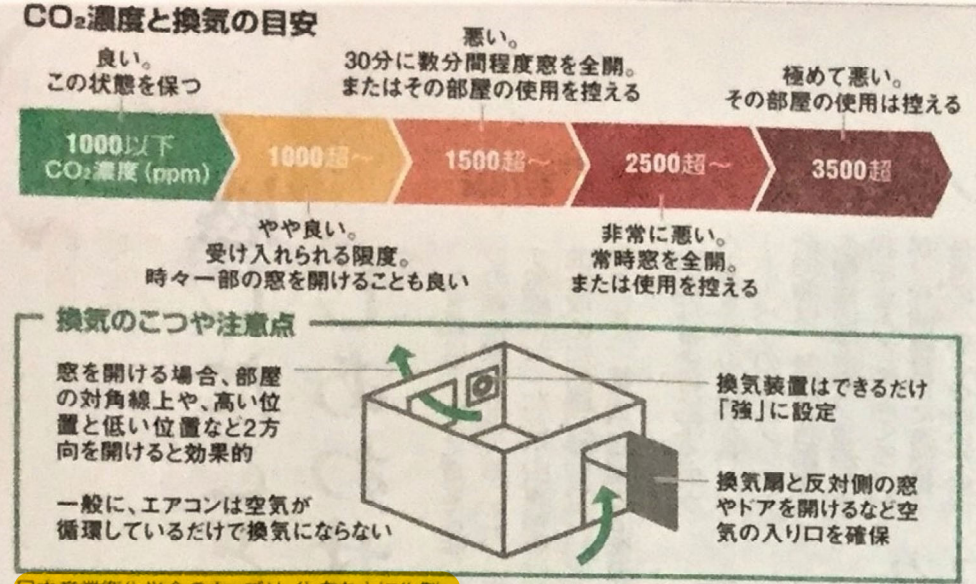 CO₂濃度と換気の目安
良い。
この状態を保つ
悪い。
30分に数分間程度窓を全開。
またはその部屋の使用を控える
極めて悪い。
その部屋の使用は控える
1000以下
CO₂濃度(ppm)
1000超～
1500超～
2500超～
3500超
やや良い。
受け入れられる限度。
時々一部の窓を開けることも良い
非常に悪い。
常時窓を全開。
または使用を控える
換気のこつや注意点
窓を開ける場合、部屋
の対角線上や、高い位
置と低い位置など2方
向を開けると効果的
一般に、エアコンは空気が
循環しているだけで換気にならない
換気装置はできるだけ
「強」に設定
換気扇と反対側の窓
やドアを開けるなど空
気の入り口を確保